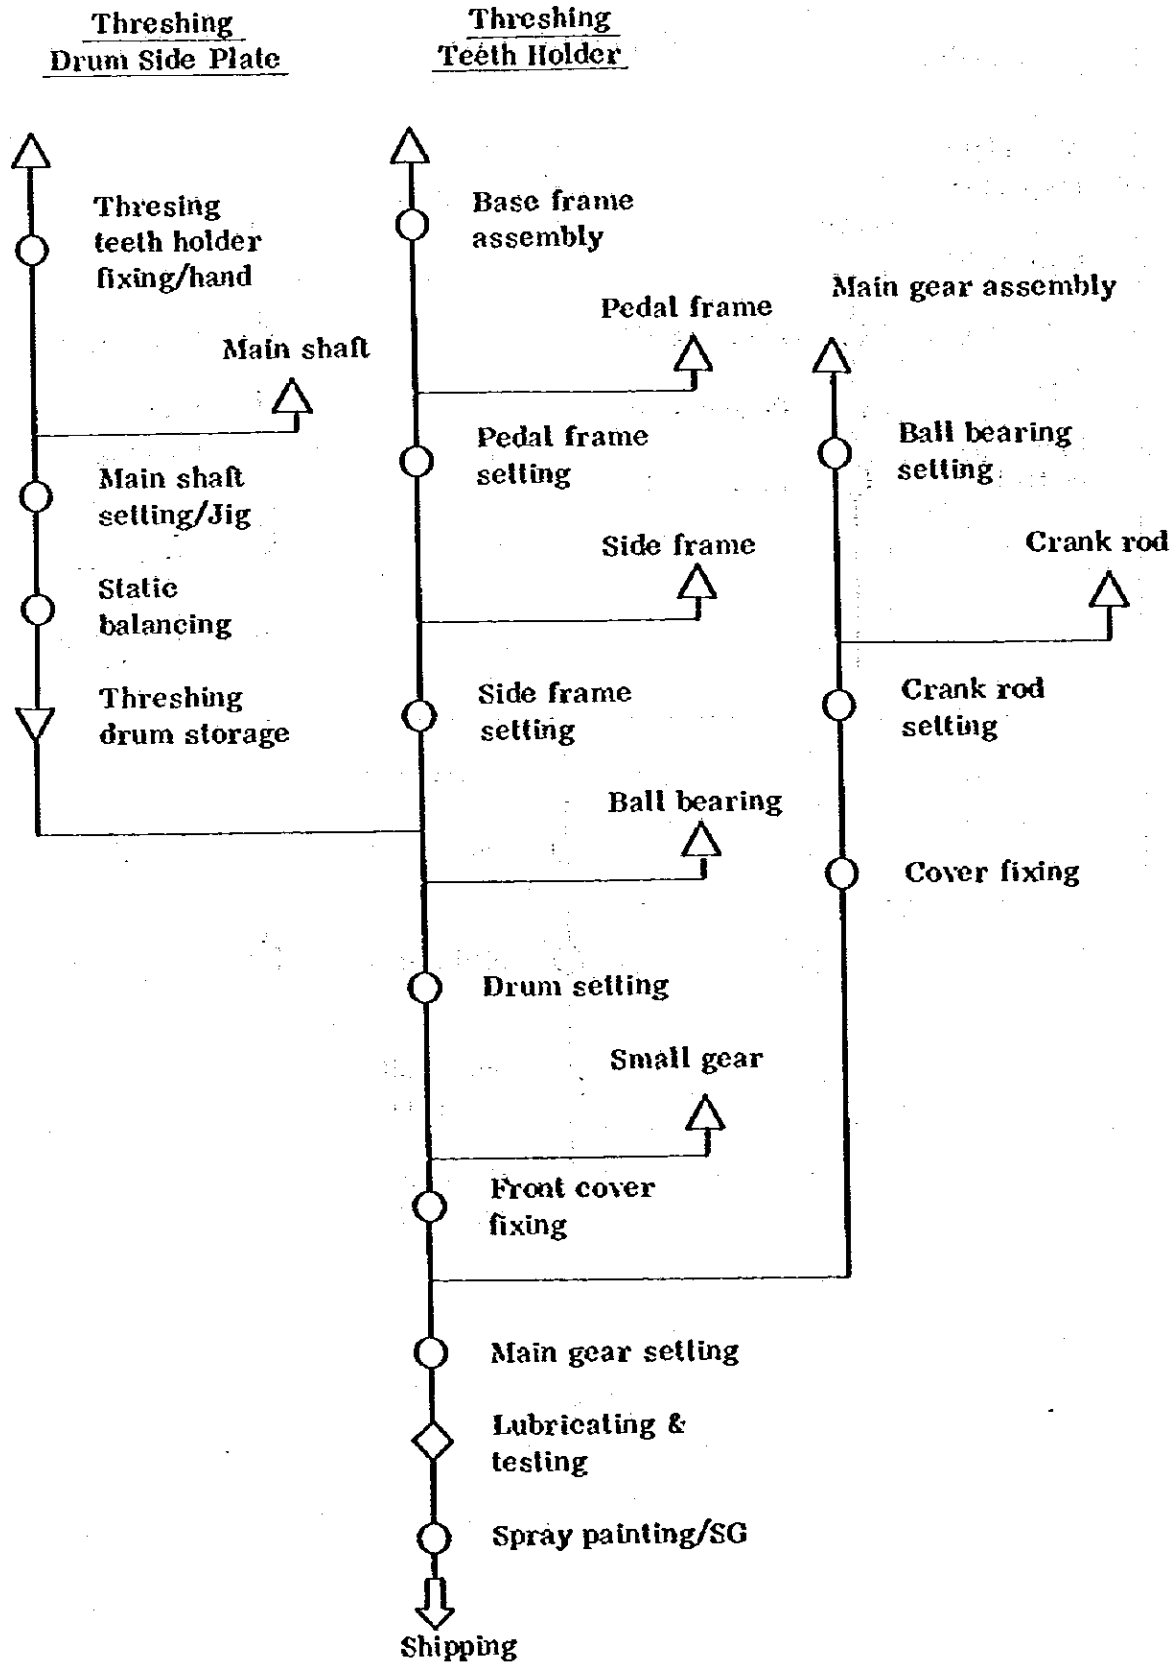 Threshing
Drum Side Plate
Thresing
teeth holder
fixing/hand
Main shaft
Main shaft
setting/Jig
Static
balancing
Threshing
drum storage
Threshing
Teeth Holder
Base frame
assembly
Pedal frame
Pedal frame
setting
Side frame
Side frame
setting
Ball bearing
Drum setting
Small gear
Front cover
fixing
Main gear setting
Lubricating &
testing
Spray painting/SG
Shipping
Main gear assembly
Ball bearing
setting
Crank rod
Crank rod
setting
Cover fixing